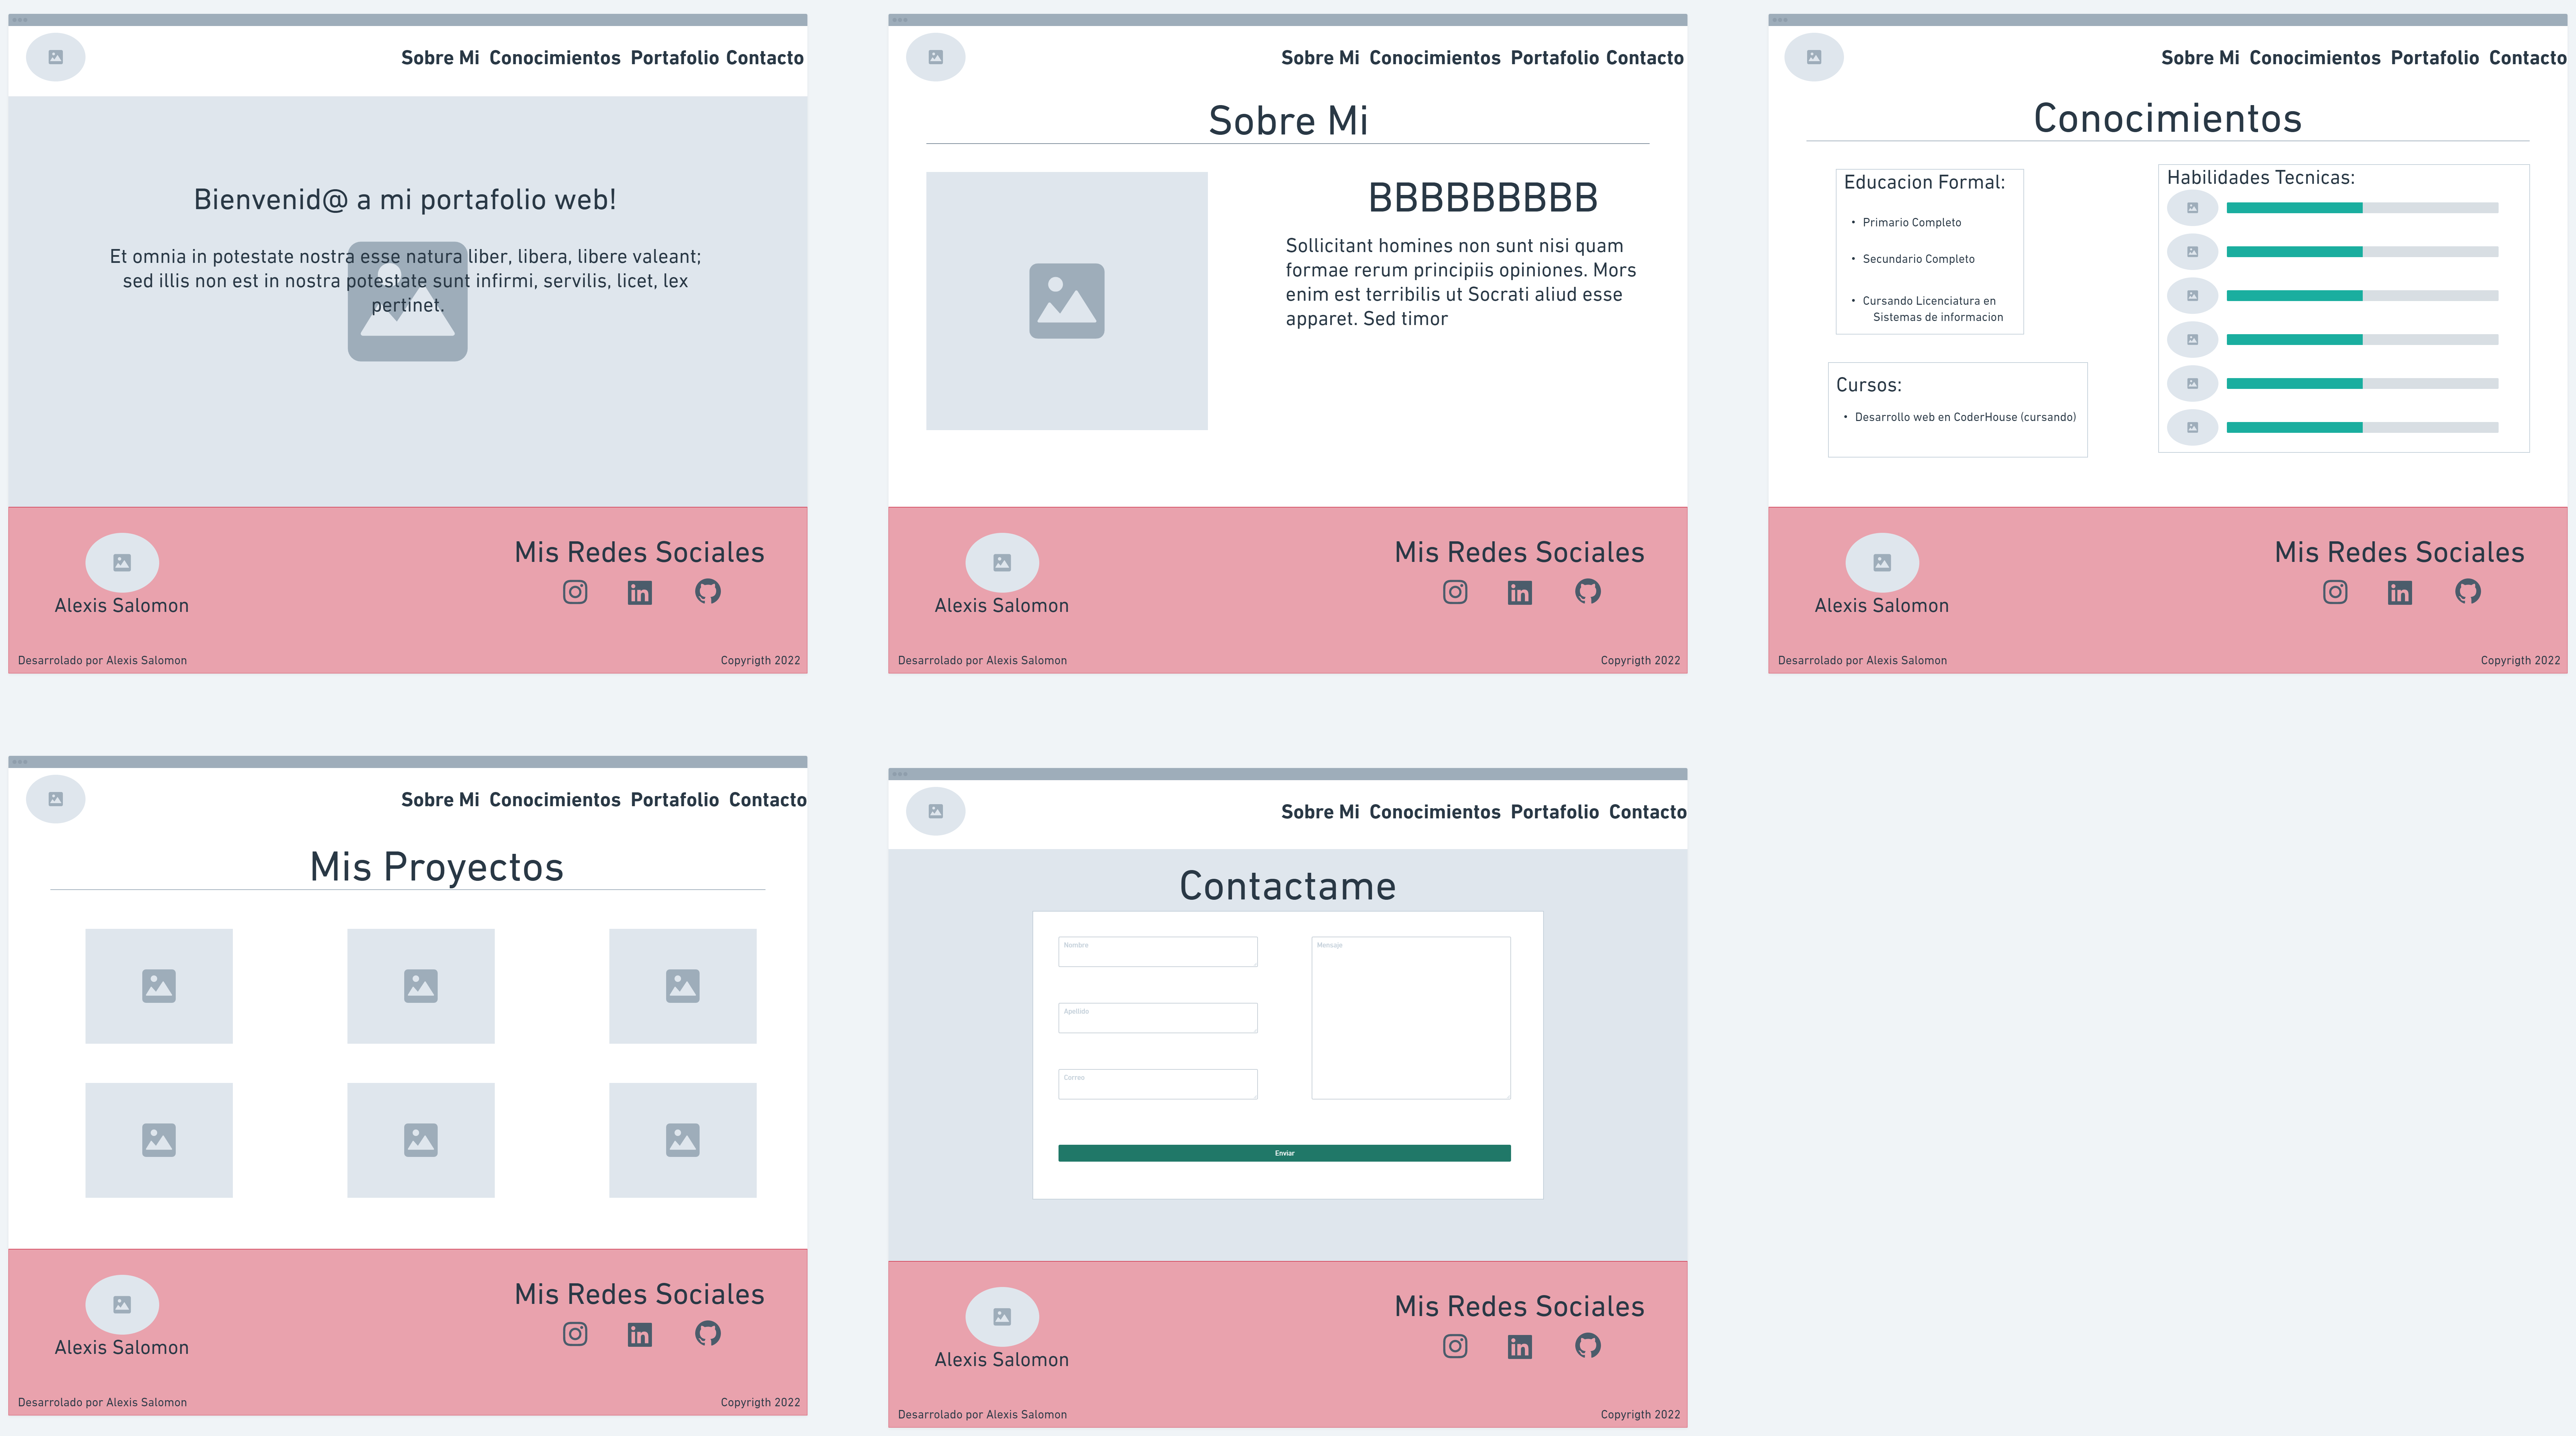 Sobre Mi Conocimientos Portafolio Contacto
Bienvenid@ a mi portafolio web!
Et omnia in potestate nostra esse natura liber, libera, libere valeant;
sed illis non est in nostra potestate sunt infirmi, servilis, licet, lex
pertinet.
Alexis Salomon
Mis Redes Sociales
Desarrolado por Alexis Salomon
Copyrigth 2022
Sobre Mi Conocimientos Portafolio Contacto
Sobre Mi
BBBBBBBBB
Sollicitant homines non sunt nisi quam
formae rerum principiis opiniones. Mors
enim est terribilis ut Socrati aliud esse
apparet. Sed timor
Alexis Salomon
Mis Redes Sociales
Desarrolado por Alexis Salomon
Copyrigth 2022
Sobre Mi Conocimientos Portafolio Contacto
Conocimientos
Educacion Formal:
• Primario Completo
• Secundario Completo
• Cursando Licenciatura en
Sistemas de informacion
Cursos:
• Desarrollo web en CoderHouse (cursando)
Habilidades Tecnicas:
Alexis Salomon
Mis Redes Sociales
Desarrolado por Alexis Salomon
Copyrigth 2022
Sobre Mi Conocimientos Portafolio Contacto
Mis Proyectos
Alexis Salomon
Mis Redes Sociales
Desarrolado por Alexis Salomon
Copyrigth 2022
Sobre Mi Conocimientos Portafolio Contacto
Contactame
Nombre
Apellido
Correo
Mensaje
Enviar
Alexis Salomon
Mis Redes Sociales
Desarrolado por Alexis Salomon
Copyrigth 2022